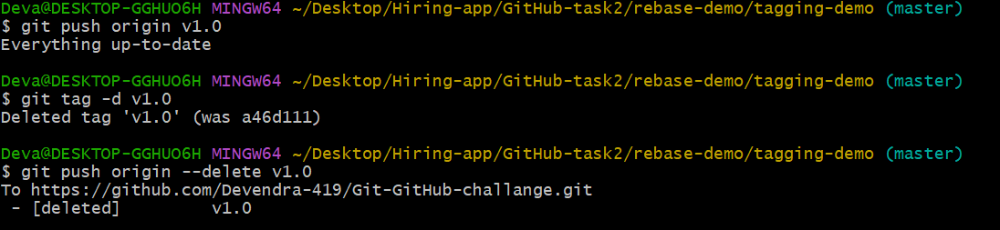 Deva@DESKTOP-GGHUO6H MINGW64 ~/Desktop/Hiring-app/GitHub-task2/rebase-demo/tagging-demo (master)
$ git push origin v1.0
Everything up-to-date

Deva@DESKTOP-GGHUO6H MINGW64 ~/Desktop/Hiring-app/GitHub-task2/rebase-demo/tagging-demo (master)
$ git tag -d v1.0
Deleted tag 'v1.0' (was a46d111)

Deva@DESKTOP-GGHUO6H MINGW64 ~/Desktop/Hiring-app/GitHub-task2/rebase-demo/tagging-demo (master)
$ git push origin --delete v1.0
To https://github.com/Devendra-419/Git-GitHub-challange.git
 - [deleted]         v1.0